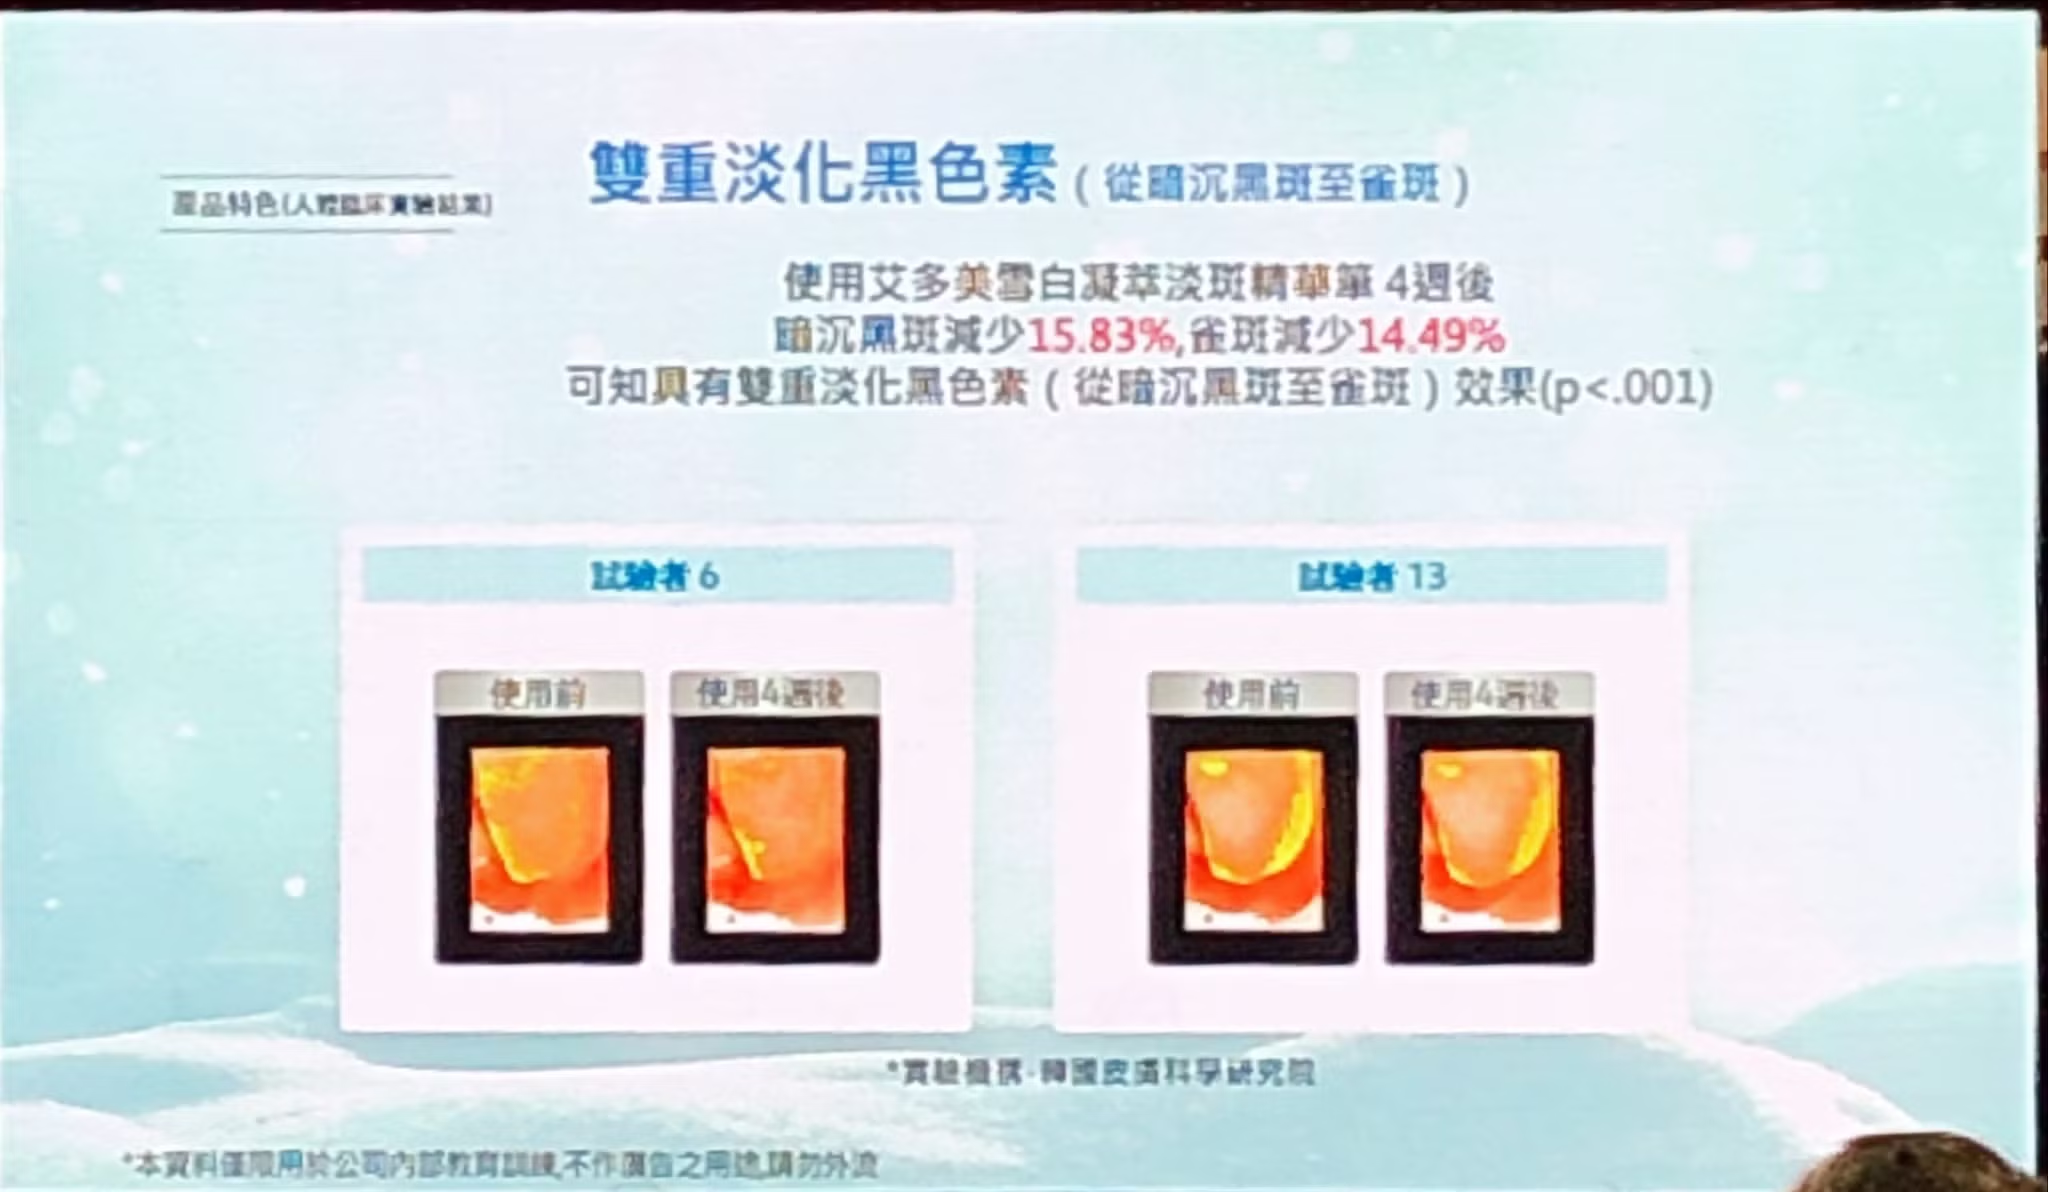 產品特色(人體臨床實驗結果)
雙重淡化黑色素 ( 從暗沉黑斑至雀斑 )
使用艾多美雪白凝萃淡斑精華筆 4週後
暗沉黑斑減少15.83%,雀斑減少14.49%
可知具有雙重淡化黑色素 ( 從暗沉黑斑至雀斑 ) 效果(p<.001)
試驗者 6
試驗者 13
使用前
使用4週後
使用前
使用4週後
*實驗機構:韓國皮膚科學研究院
*本資料僅限用於公司內部教育訓練,不作廣告之用途,請勿外流